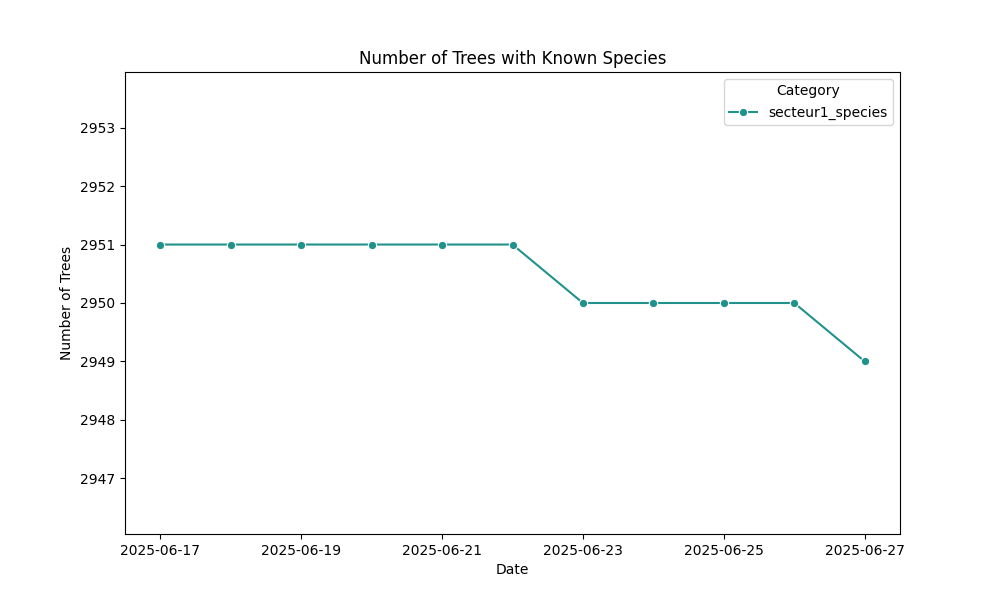 Number of Trees with Known Species
Category
secteur1_species
2953
2952
2951
2950
2949
2948
2947
Number of Trees
2025-06-17
2025-06-19
2025-06-21
2025-06-23
2025-06-25
2025-06-27
Date